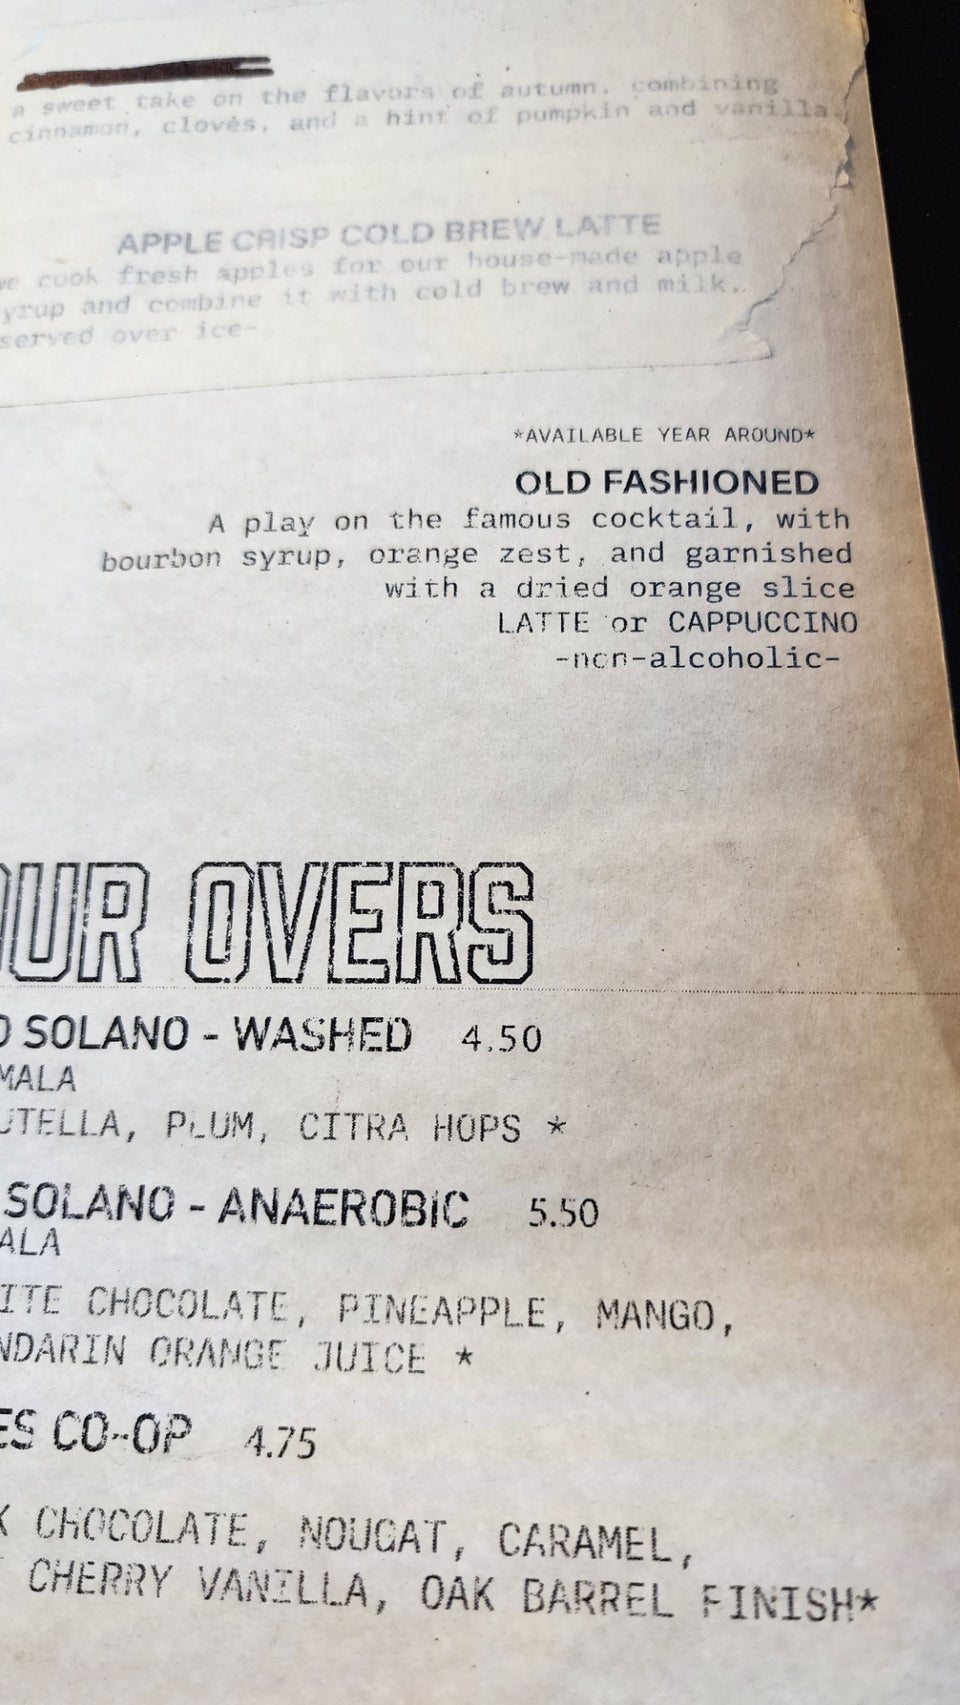 a sweet take on the flavors of autumn. combining
cinnamon, cloves, and a hint of pumpkin and vanilla.
APPLE CRISP COLD BREW LATTE
we cook fresh apples for our house-made apple
yrup and combine it with cold brew and milk.
served over ice-
*AVAILABLE YEAR AROUND*
OLD FASHIONED
A play on the famous cocktail, with
bourbon syrup, orange zest, and garnished
with a dried orange slice
LATTE or CAPPUCCINO
-non-alcoholic-
OUR OVERS
O SOLANO - WASHED 4.50
MALA
UTELLA, PLUM, CITRA HOPS *
SOLANO - ANAEROBIC 5.50
ALA
ITE CHOCOLATE, PINEAPPLE, MANGO,
NDARIN ORANGE JUICE *
ES CO-OP 4.75
K CHOCOLATE, NOUGAT, CARAMEL,
CHERRY VANILLA, OAK BARREL FINISH*